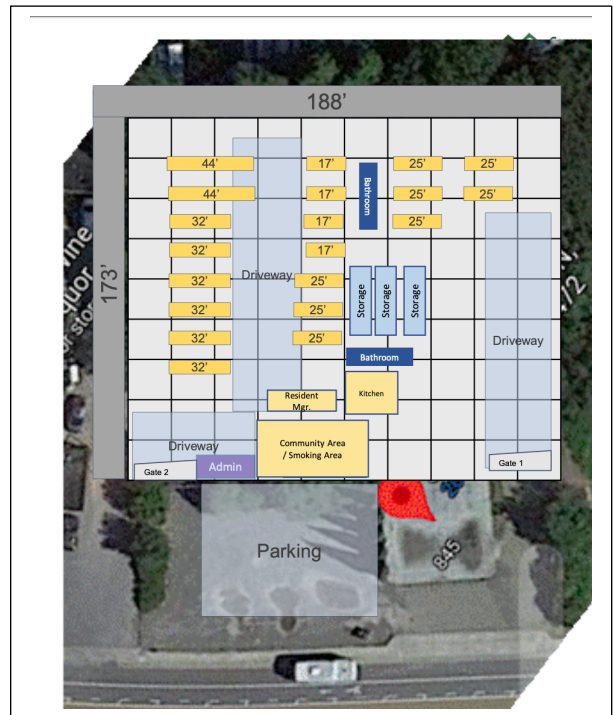 188’
173’
44’
17’
25’
25’
44’
17’
25’
25’
32’
17’
25’
32’
17’
32’
25’
32’
25’
32’
25’
32’
Bathroom
Driveway
Storage
Storage
Storage
Driveway
Bathroom
Kitchen
Resident
Mgr.
Driveway
Community Area
/ Smoking Area
Gate 2
Admin
Gate 1
Parking
845